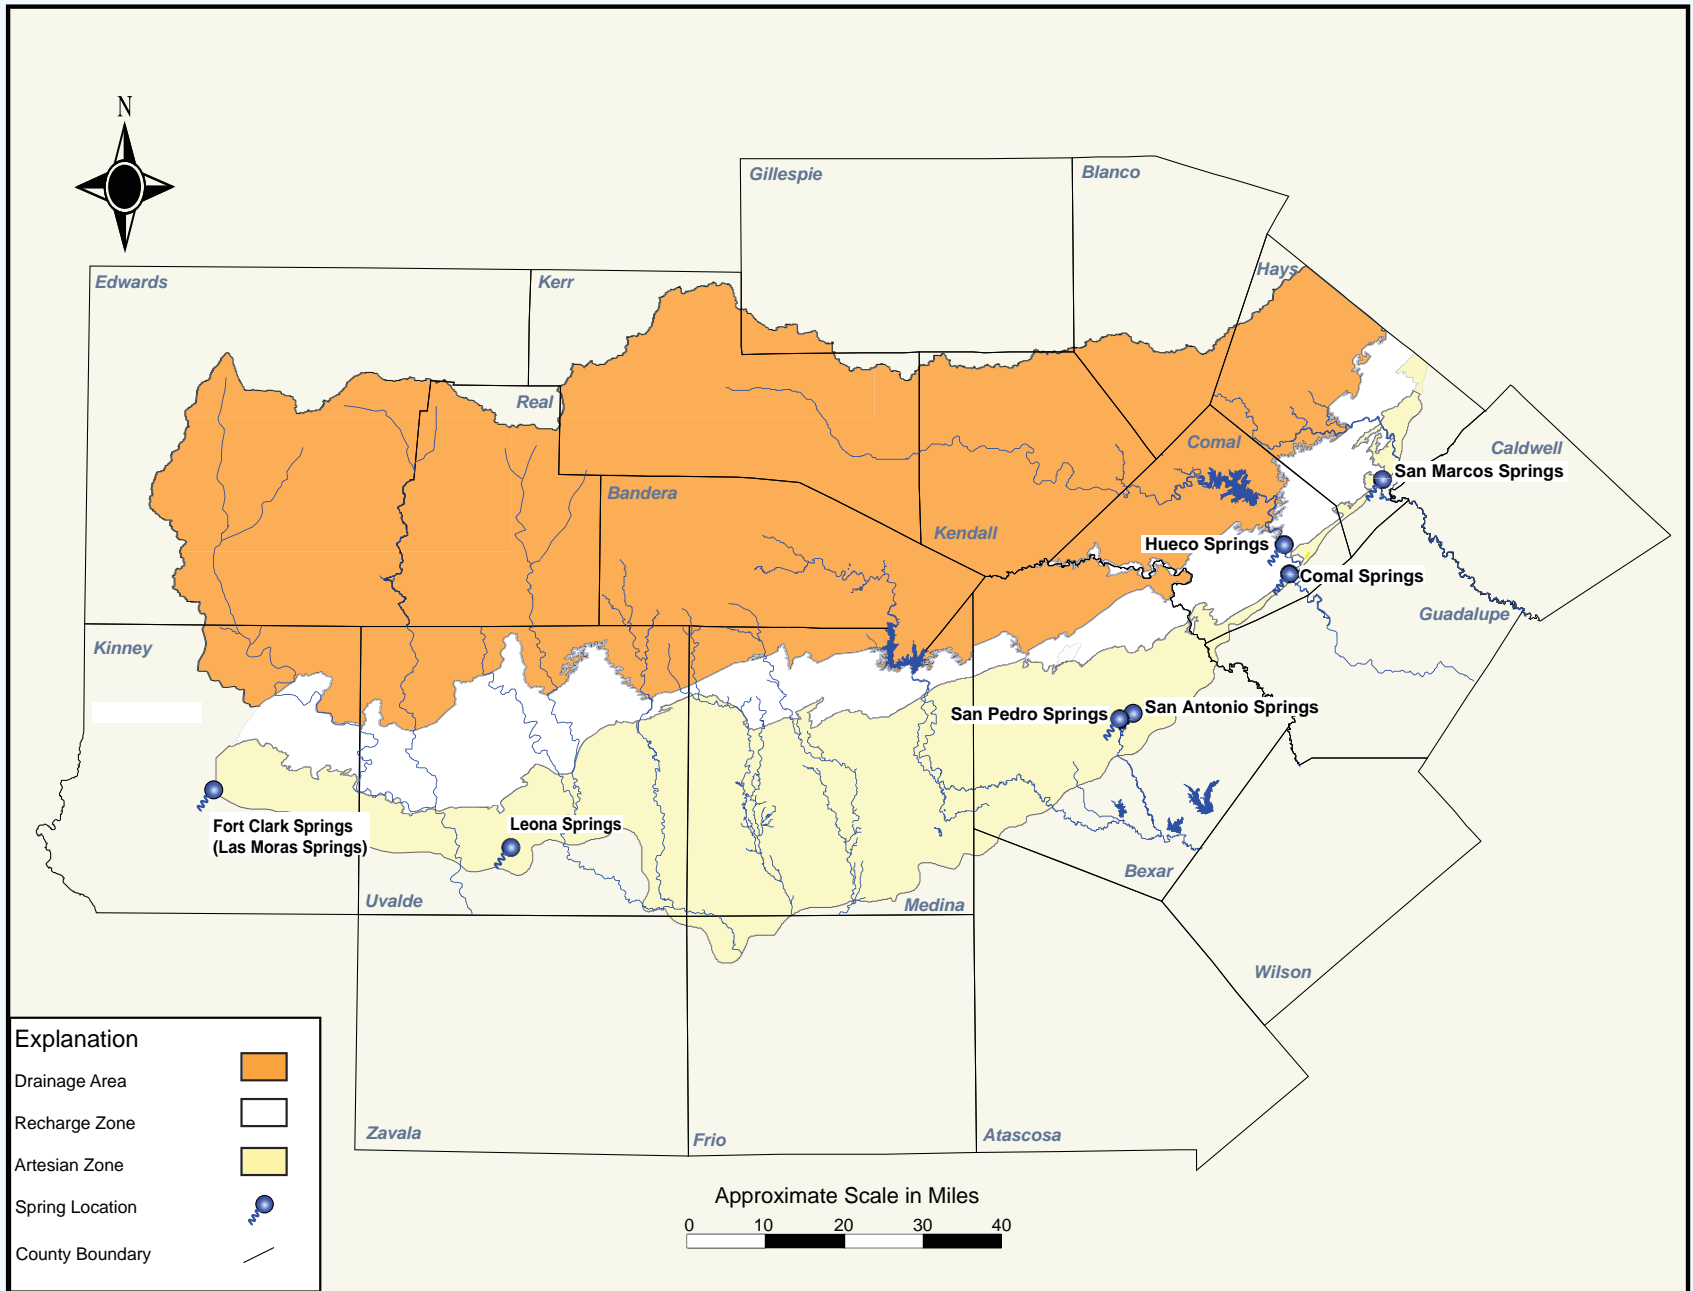 N
Gillespie
Blanco
Hays
Edwards
Kerr
Real
Comal
Caldwell
San Marcos Springs
Bandera
Kendall
Hueco Springs
Comal Springs
Guadalupe
Kinney
San Pedro Springs
San Antonio Springs
Fort Clark Springs
(Las Moras Springs)
Leona Springs
Bexar
Uvalde
Medina
Wilson
Zavala
Frio
Atascosa
Explanation
Drainage Area
Recharge Zone
Artesian Zone
Spring Location
County Boundary
Approximate Scale in Miles
0 10 20 30 40